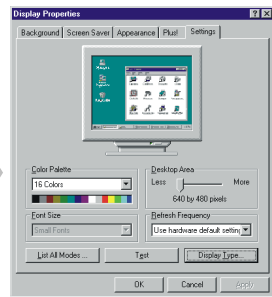 Display Properties
Background Screen Saver Appearance Plus! Settings
Color Palette
16 Colors
Desktop Area
Less More
640 by 480 pixels
Font Size
Small Fonts
Refresh Frequency
Use hardware default setting
List All Modes ... Test Display Type...
OK Cancel Apply